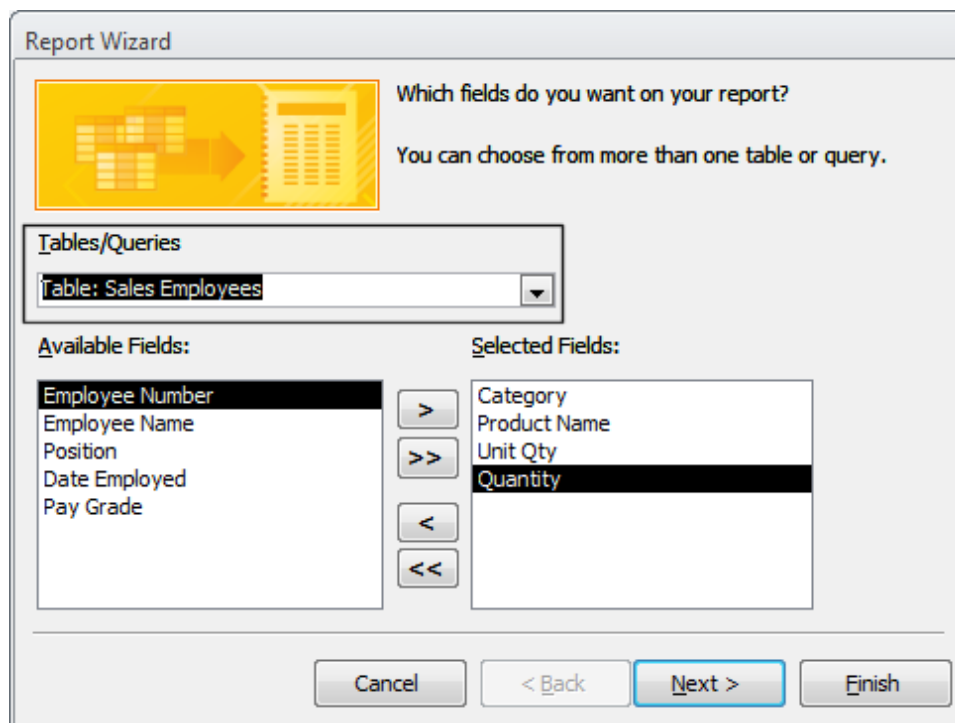 Report Wizard
Which fields do you want on your report?
You can choose from more than one table or query.
Tables/Queries
Table: Sales Employees
Available Fields:
Selected Fields:
Employee Number
Employee Name
Position
Date Employed
Pay Grade
>
>>
<
<<
Category
Product Name
Unit Qty
Quantity
Cancel
< Back
Next >
Finish